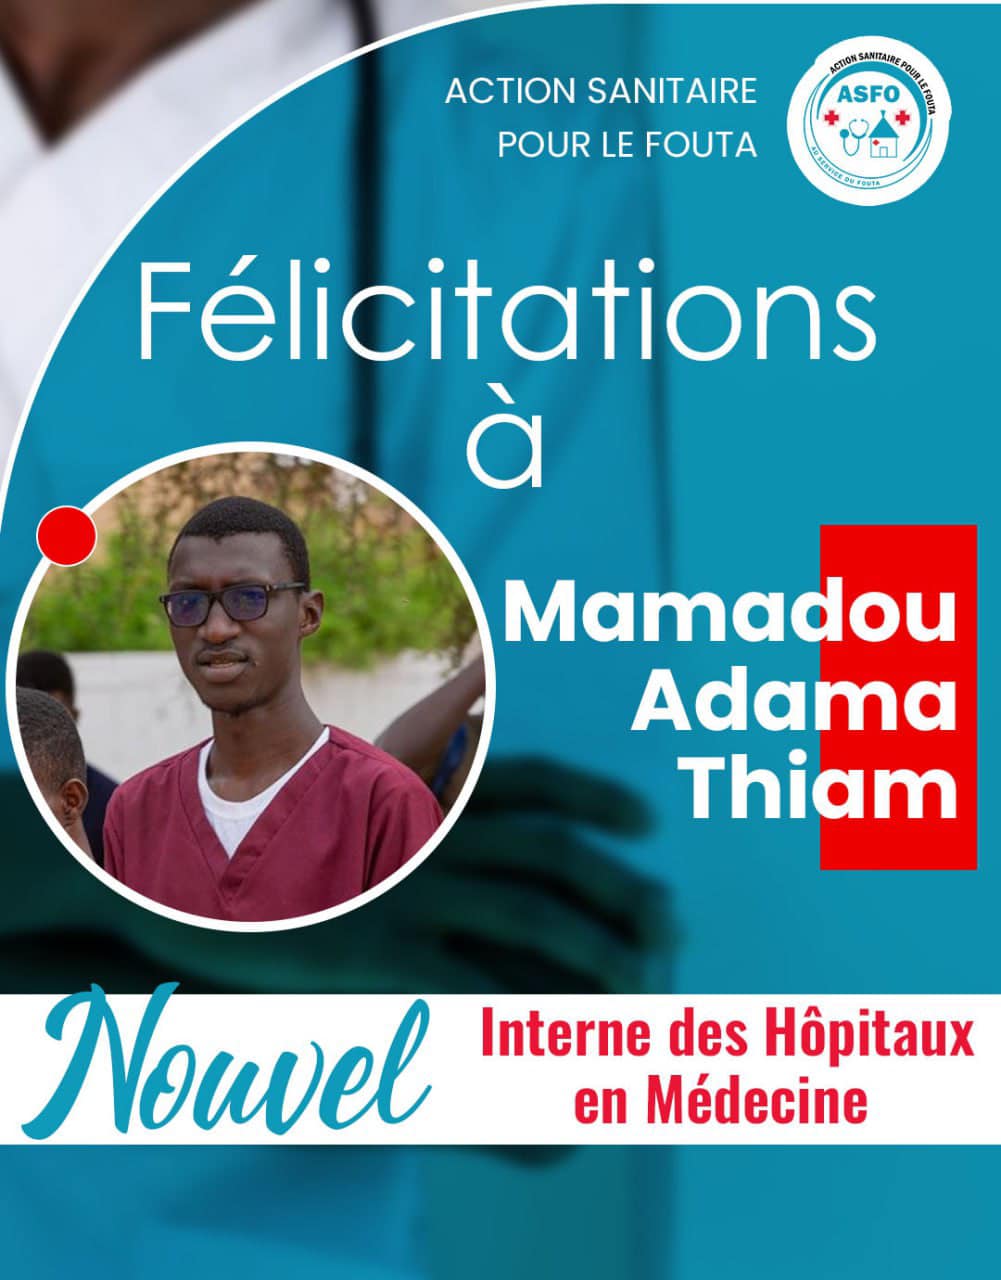 ACTION SANITAIRE
POUR LE FOUTA
ACTION SANITAIRE POUR LE FOUTA
ASFO
AU SERVICE DU FOUTA
Félicitations
à
Mamadou
Adama
Thiam
Nouvel
Interne des Hôpitaux
en Médecine